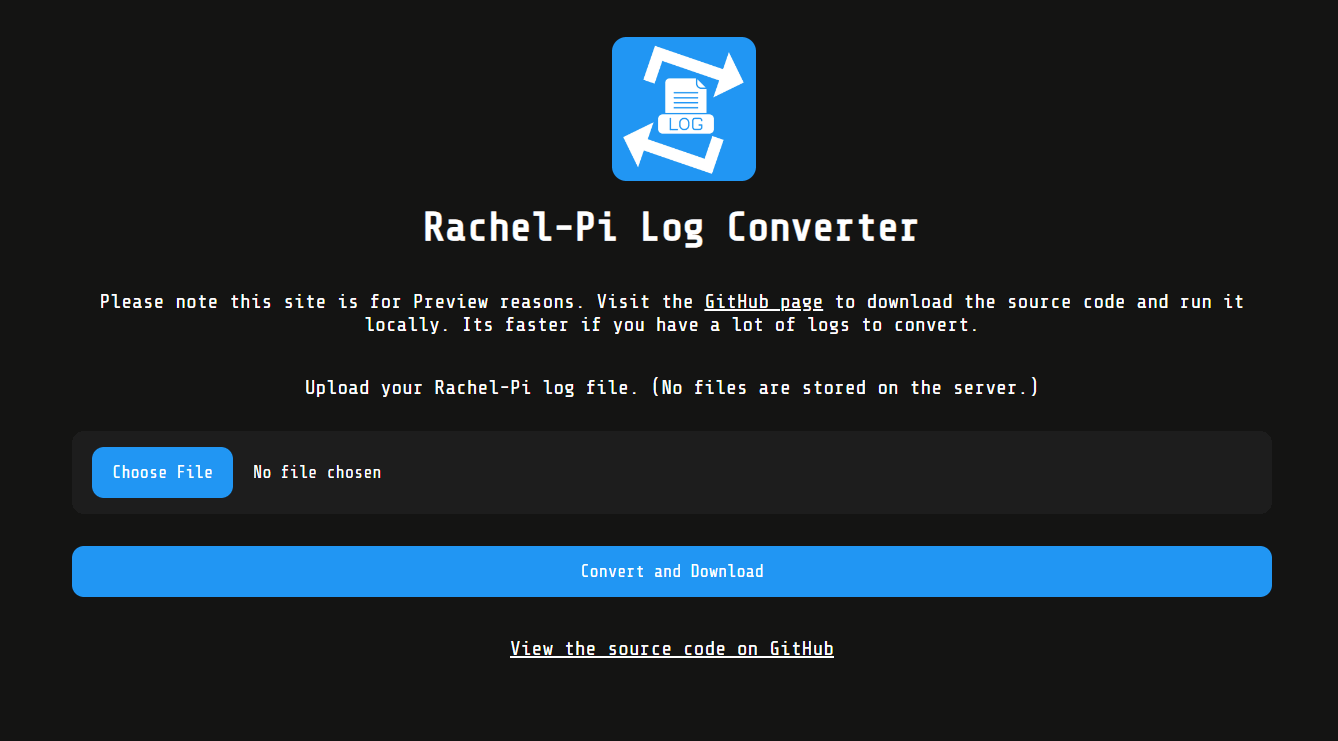 LOG
Rachel-Pi Log Converter
Please note this site is for Preview reasons. Visit the GitHub page to download the source code and run it
locally. Its faster if you have a lot of logs to convert.
Upload your Rachel-Pi log file. (No files are stored on the server.)
Choose File No file chosen
Convert and Download
View the source code on GitHub